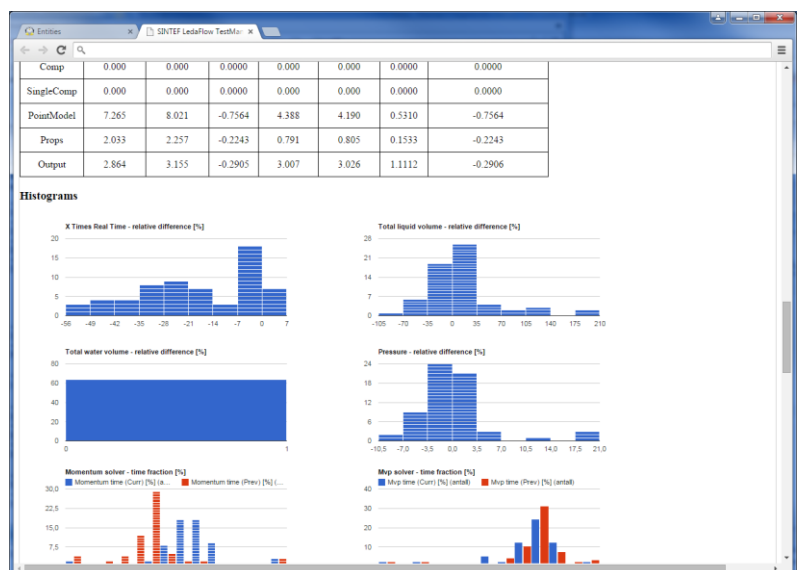 Entities × SINTEF LedaFlow TestMar ×
Comp 0.000 0.000 0.0000 0.000 0.000 0.0000 0.0000
SingleComp 0.000 0.000 0.0000 0.000 0.000 0.0000 0.0000
PointModel 7.265 8.021 -0.7564 4.388 4.190 0.5310 -0.7564
Props 2.033 2.257 -0.2243 0.791 0.805 0.1533 -0.2243
Output 2.864 3.155 -0.2905 3.007 3.026 1.1112 -0.2906
Histograms
X Times Real Time - relative difference [%]
20
15
10
5
0
-56 -49 -42 -35 -28 -21 -14 -7 0 7
Total liquid volume - relative difference [%]
28
21
14
7
0
-105 -70 -35 0 35 70 105 140 175 210
Total water volume - relative difference [%]
80
60
40
20
0
0 1
Pressure - relative difference [%]
24
18
12
6
0
-10,5 -7,0 -3,5 0,0 3,5 7,0 10,5 14,0 17,5 21,0
Momentum solver - time fraction [%]
Momentum time (Curr) [%] (a... Momentum time (Prev) [%] (...
30,0
22,5
15,0
7,5
Mvp solver - time fraction [%]
Mvp time (Curr) [%] (antall) Mvp time (Prev) [%] (antall)
40
30
20
10